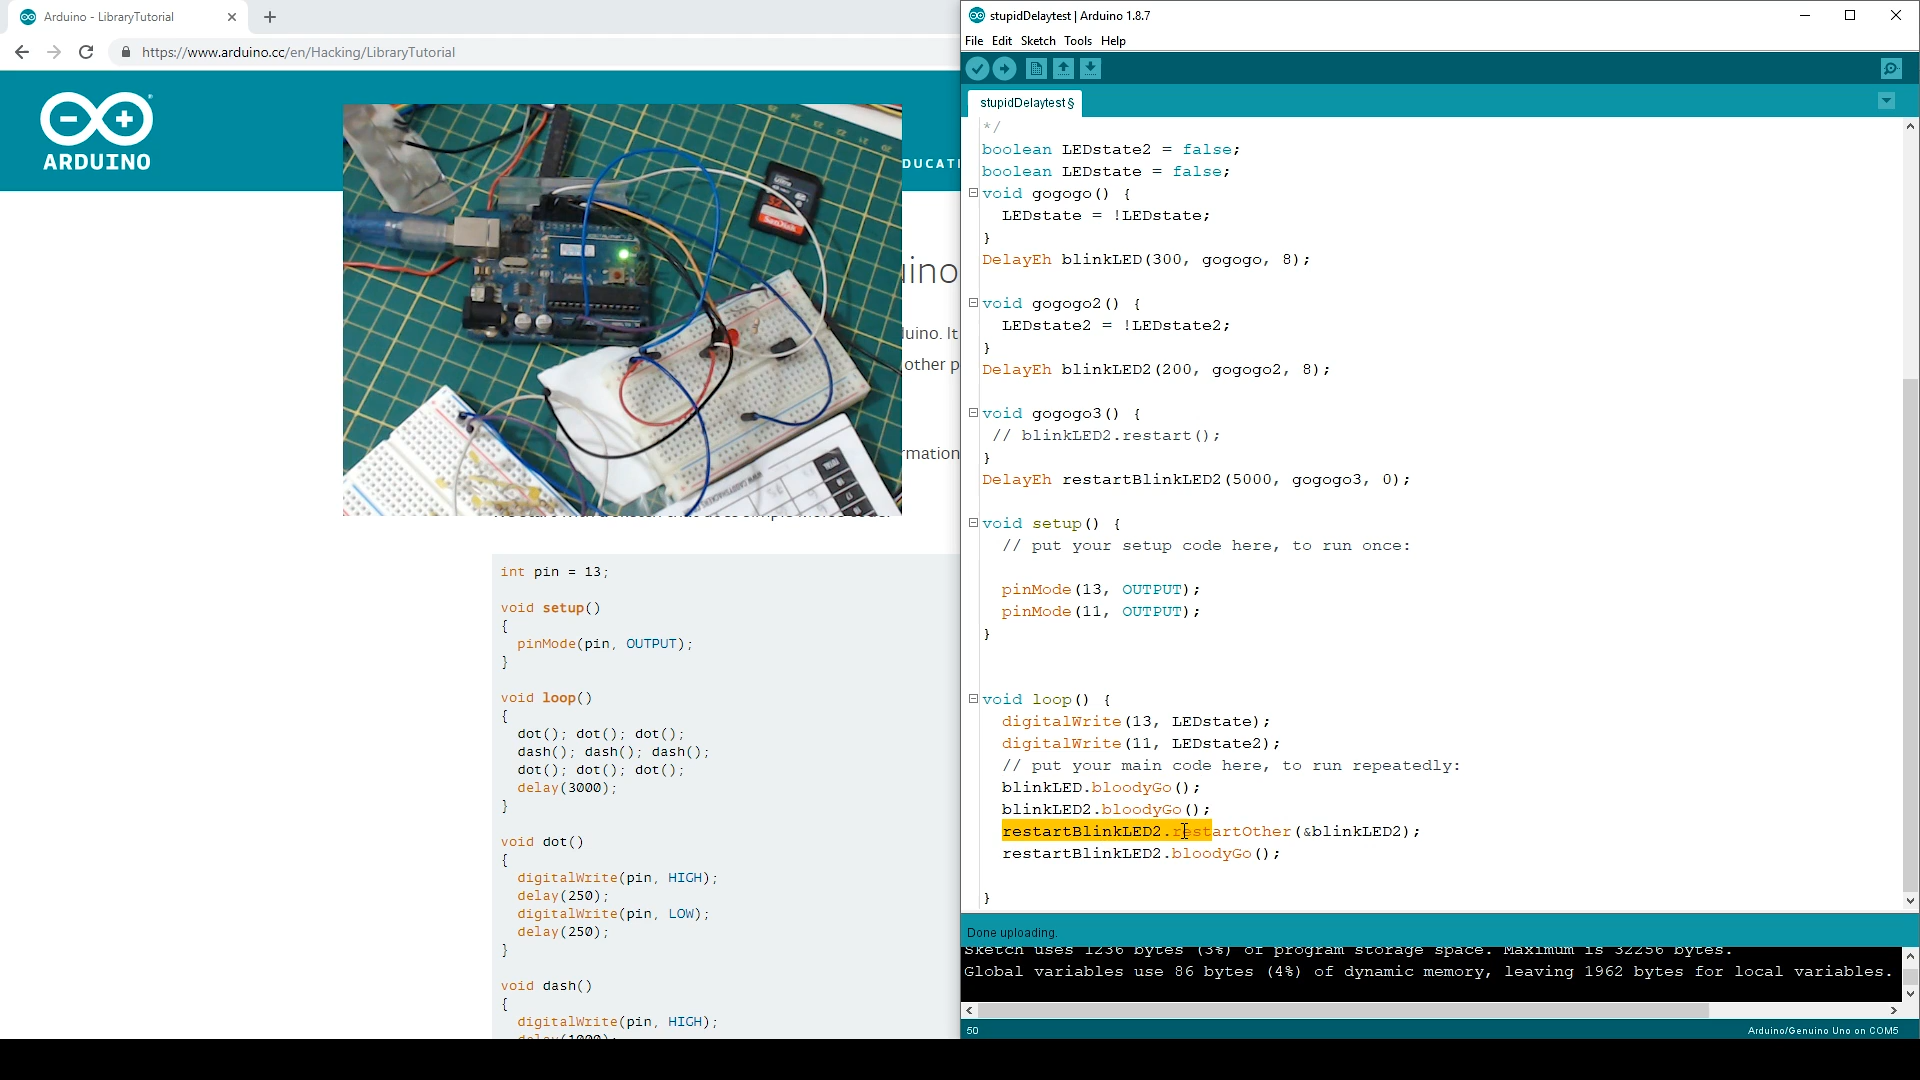 Arduino - LibraryTutorial
https://www.arduino.cc/en/Hacking/LibraryTutorial
ARDUINO
DUCATI
uino
luino. It
other p
rmation
int pin = 13;
void setup()
{
pinMode(pin, OUTPUT);
}
void loop()
{
dot(); dot(); dot();
dash(); dash(); dash();
dot(); dot(); dot();
delay(3000);
}
void dot()
{
digitalWrite(pin, HIGH);
delay(250);
digitalWrite(pin, LOW);
delay(250);
}
void dash()
{
digitalWrite(pin, HIGH);
delay(1000);
Ultra
32
SanDisk
stupidDelaytest | Arduino 1.8.7
File Edit Sketch Tools Help
stupidDelaytest §
*/
boolean LEDstate2 = false;
boolean LEDstate = false;
void gogogo() {
LEDstate = !LEDstate;
}
DelayEh blinkLED(300, gogogo, 8);
void gogogo2() {
LEDstate2 = !LEDstate2;
}
DelayEh blinkLED2(200, gogogo2, 8);
void gogogo3() {
// blinkLED2.restart();
}
DelayEh restartBlinkLED2(5000, gogogo3, 0);
void setup() {
// put your setup code here, to run once:
pinMode(13, OUTPUT);
pinMode(11, OUTPUT);
}
void loop() {
digitalWrite(13, LEDstate);
digitalWrite(11, LEDstate2);
// put your main code here, to run repeatedly:
blinkLED.bloodyGo();
blinkLED2.bloodyGo();
restartBlinkLED2.restartOther(&blinkLED2);
restartBlinkLED2.bloodyGo();
}
Done uploading.
Sketch uses 1236 bytes (3%) of program storage space. Maximum is 32256 bytes.
Global variables use 86 bytes (4%) of dynamic memory, leaving 1962 bytes for local variables.
50
Arduino/Genuino Uno on COM5